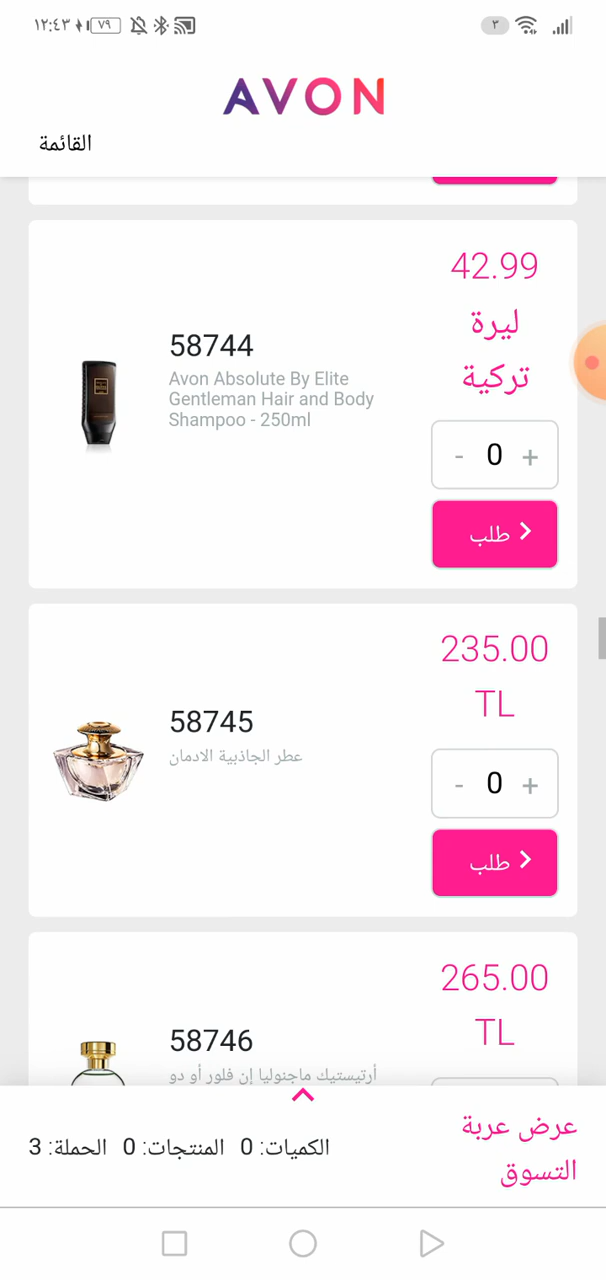 ١٢:٤٣
٧٩
٣
AVON
القائمة
42.99
ليرة
تركية
58744
Avon Absolute By Elite
Gentleman Hair and Body
Shampoo - 250ml
- 0 +
طلب
235.00
TL
58745
عطر الجاذبية الادمان
- 0 +
طلب
265.00
TL
58746
أرتيستيك ماجنوليا إن فلور أو دو
عرض عربة
التسوق
الكميات: 0 المنتجات: 0 الحملة: 3